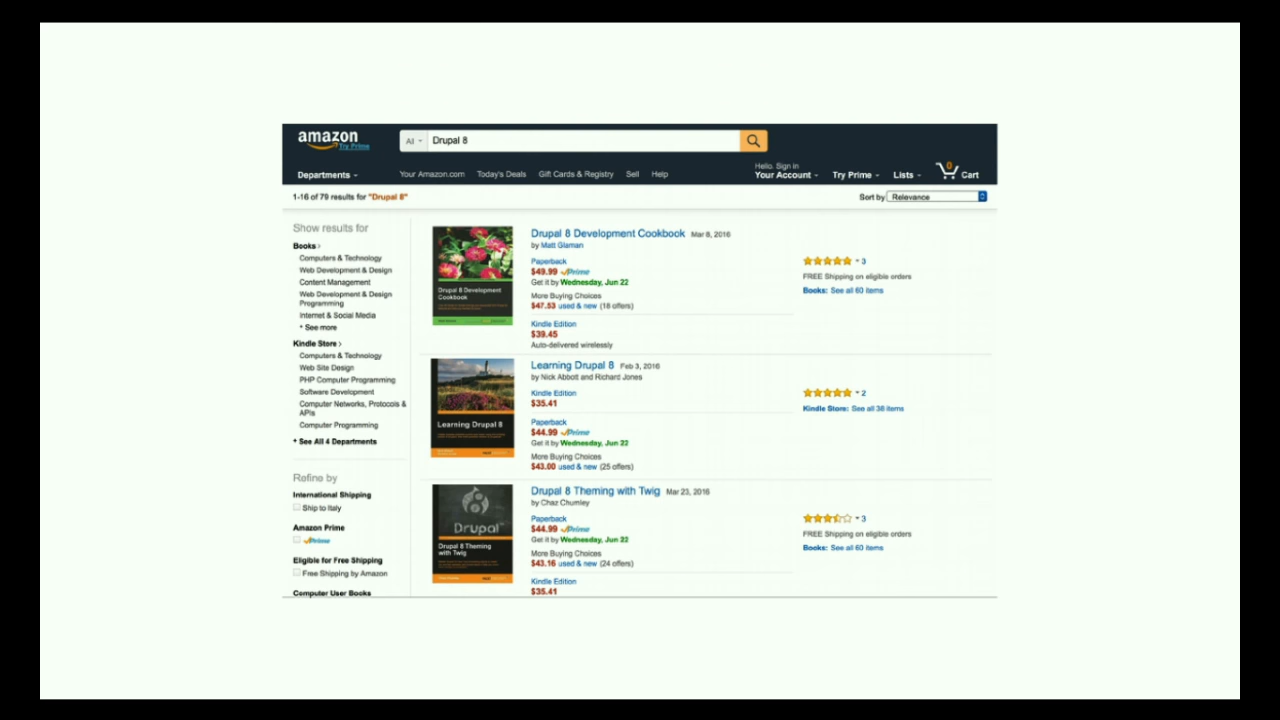 amazon
Try Prime
All
Drupal 8
Departments
Your Amazon.com
Today's Deals
Gift Cards & Registry
Sell
Help
Hello. Sign in
Your Account
Try Prime
Lists
0
Cart
1-16 of 79 results for "Drupal 8"
Sort by
Relevance
Show results for
Books
Computers & Technology
Web Development & Design
Content Management
Web Development & Design
Programming
Internet & Social Media
+ See more
Kindle Store
Computers & Technology
Web Site Design
PHP Computer Programming
Software Development
Computer Networks, Protocols &
APIs
Computer Programming
+ See All 4 Departments
Refine by
International Shipping
Ship to Italy
Amazon Prime
Prime
Eligible for Free Shipping
Free Shipping by Amazon
Computer User Books
Drupal 8 Development
Cookbook
Drupal 8 Development Cookbook Mar 8, 2016
by Matt Glaman
Paperback
$49.99 Prime
Get it by Wednesday, Jun 22
More Buying Choices
$47.53 used & new (18 offers)
Kindle Edition
$39.45
Auto-delivered wirelessly
3
FREE Shipping on eligible orders
Books: See all 60 items
Learning Drupal 8
Learning Drupal 8 Feb 3, 2016
by Nick Abbott and Richard Jones
Kindle Edition
$35.41
Paperback
$44.99 Prime
Get it by Wednesday, Jun 22
More Buying Choices
$43.00 used & new (25 offers)
2
Kindle Store: See all 38 items
Drupal
Drupal 8 Theming
with Twig
Drupal 8 Theming with Twig Mar 23, 2016
by Chaz Chumley
Paperback
$44.99 Prime
Get it by Wednesday, Jun 22
More Buying Choices
$43.16 used & new (24 offers)
Kindle Edition
$35.41
3
FREE Shipping on eligible orders
Books: See all 60 items